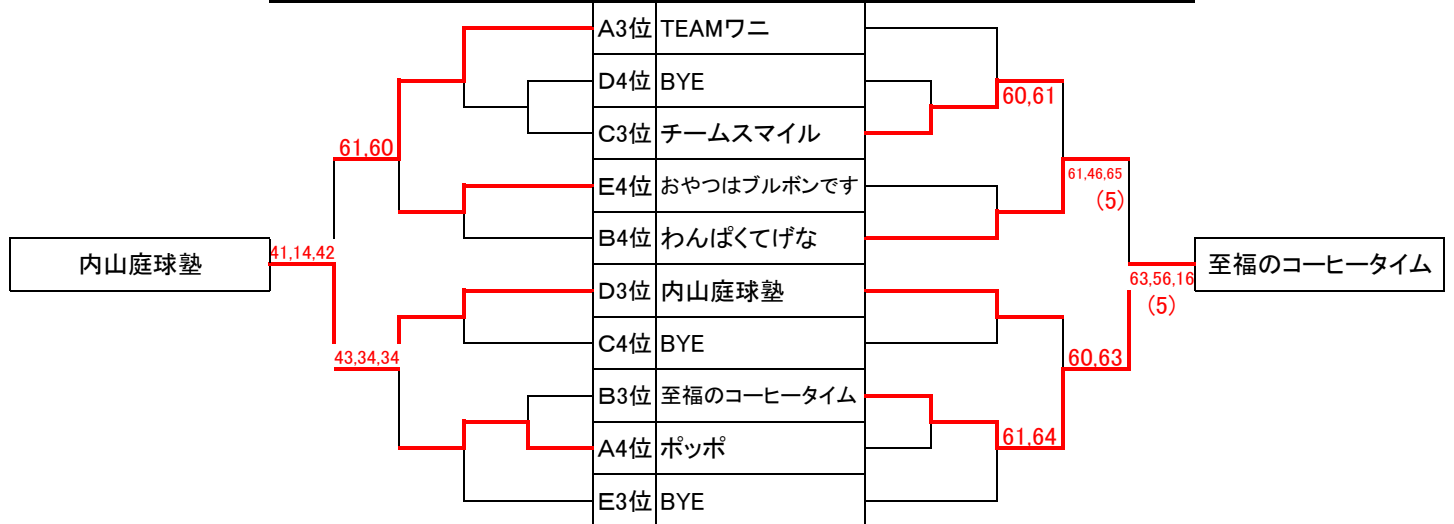 A3位 TEAMワニ
D4位 BYE
60,61
C3位 チームスマイル
61,60
61,46,65
E4位 おやつはブルボンです
(5)
B4位 わんぱくてげな
41,14,42
内山庭球塾
至福のコーヒータイム
63,56,16
D3位 内山庭球塾
(5)
C4位 BYE
43,34,34
60,63
B3位 至福のコーヒータイム
61,64
A4位 ポッポ
E3位 BYE